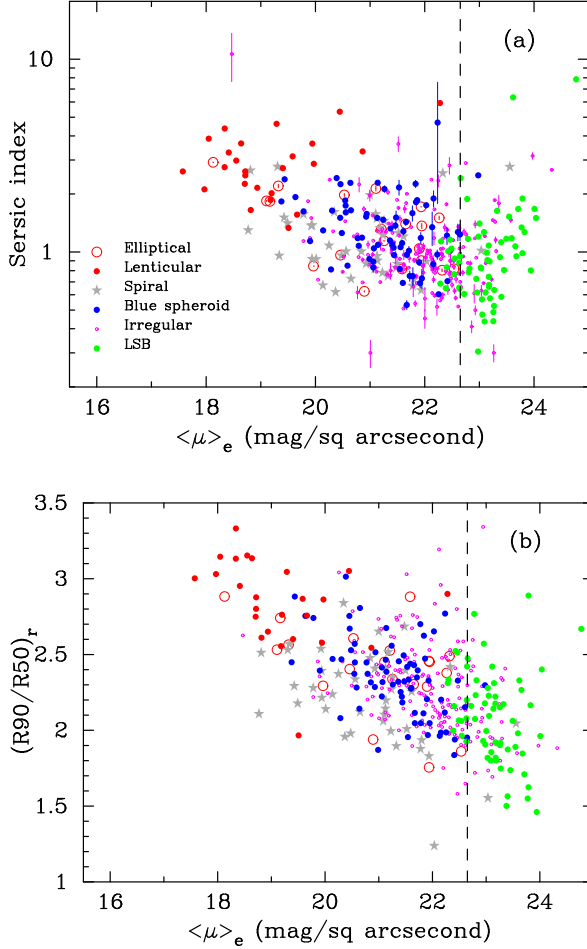 (a)
10
1
Sersic index
Elliptical
Lenticular
Spiral
Blue spheroid
Irregular
LSB
16 18 20 22 24
<μ>e (mag/sq arcsecond)
(b)
3.5
3
2.5
2
1.5
1
(R90/R50)r
16 18 20 22 24
<μ>e (mag/sq arcsecond)